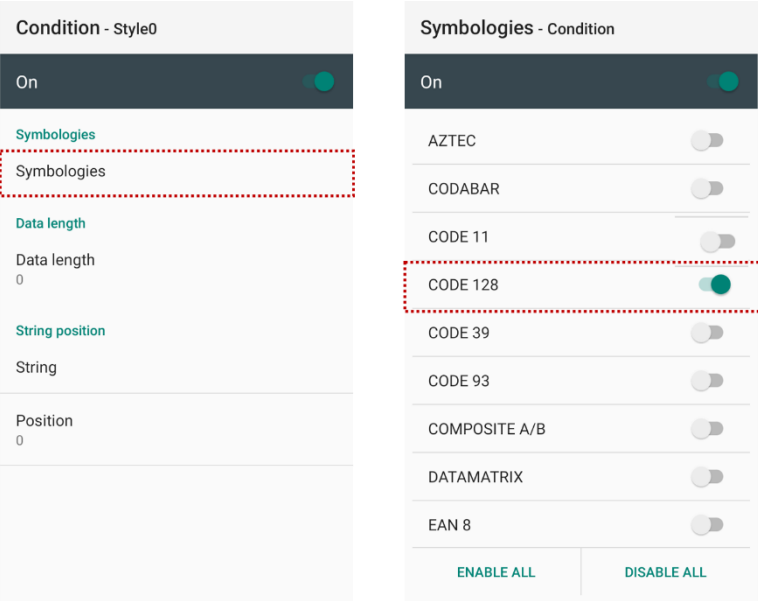 Condition - Style0
On
Symbologies
Symbologies
Data length
Data length
0
String position
String
Position
0
Symbologies - Condition
On
AZTEC
CODABAR
CODE 11
CODE 128
CODE 39
CODE 93
COMPOSITE A/B
DATAMATRIX
EAN 8
ENABLE ALL DISABLE ALL